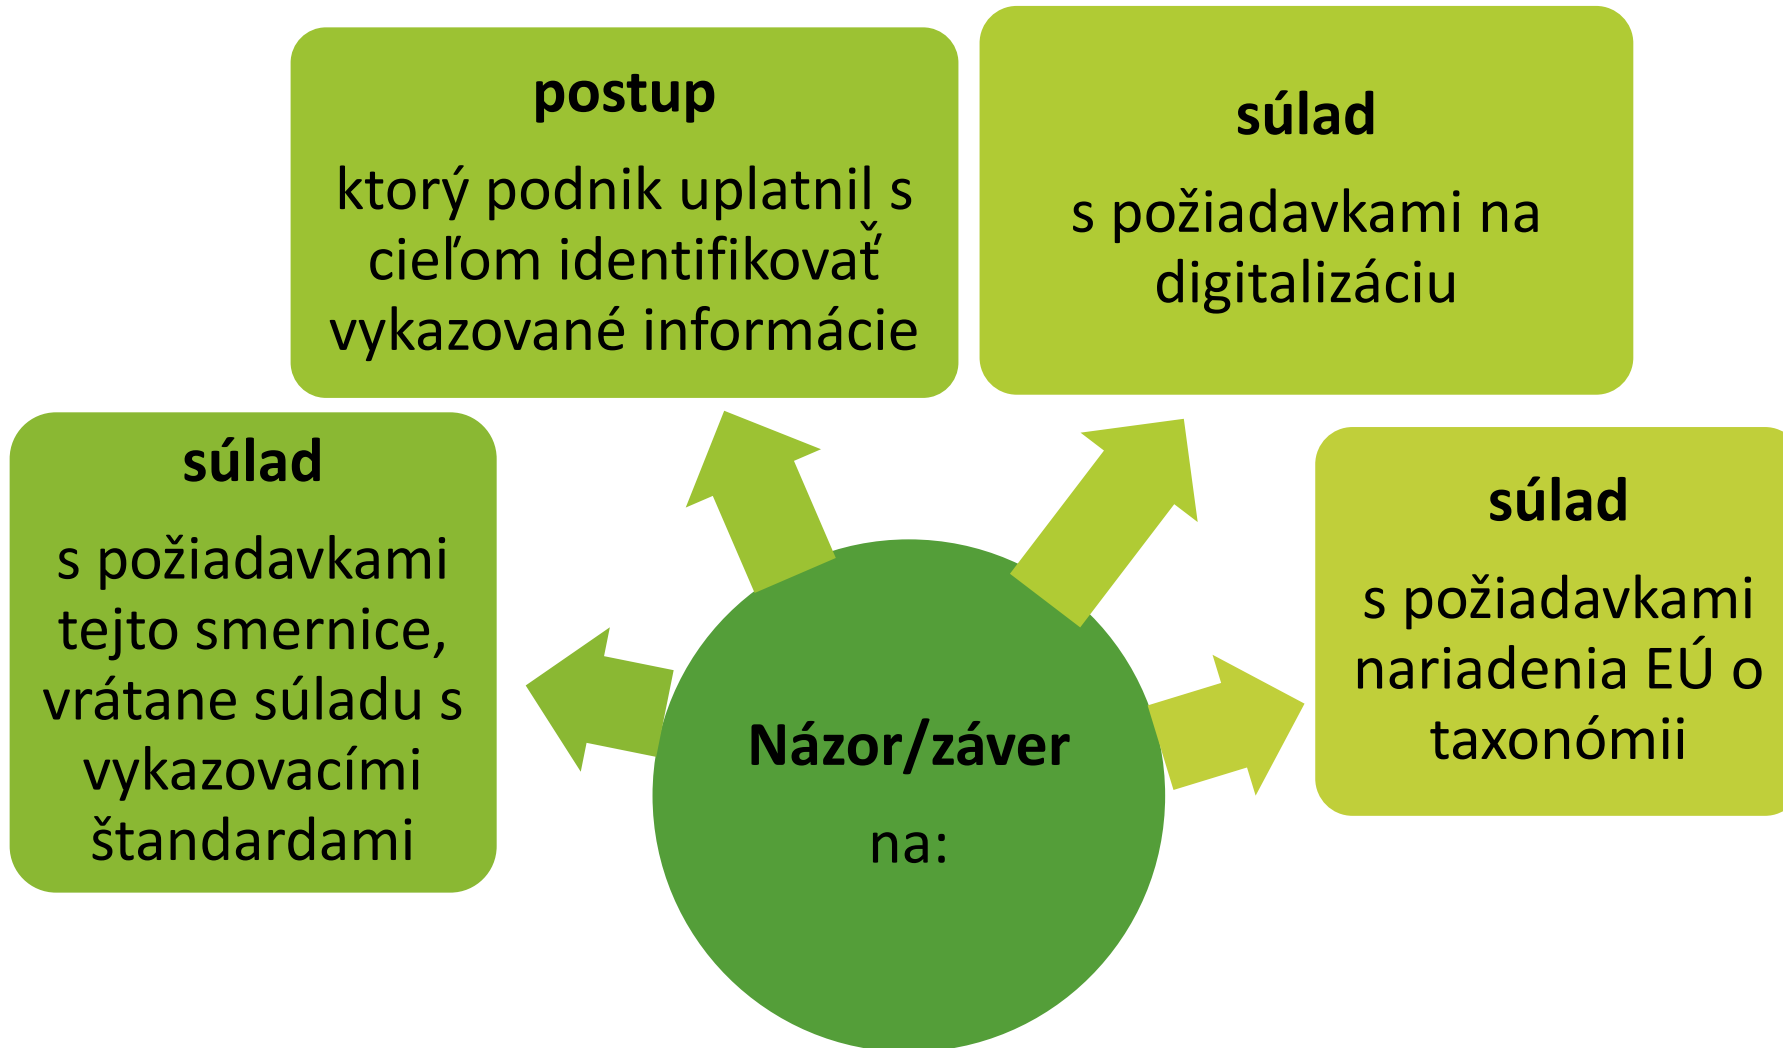 postup
ktorý podnik uplatnil s
cieľom identifikovať
vykazované informácie
súlad
s požiadavkami na
digitalizáciu
súlad
s požiadavkami
tejto smernice,
vrátane súladu s
vykazovacími
štandardami
súlad
s požiadavkami
nariadenia EÚ o
taxonómii
Názor/záver
na: